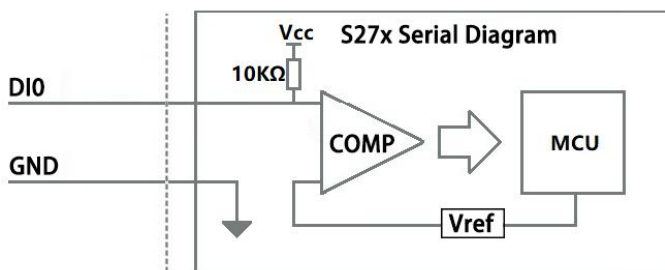 Vcc
S27x Serial Diagram
10KΩ
DI0
COMP
MCU
GND
Vref